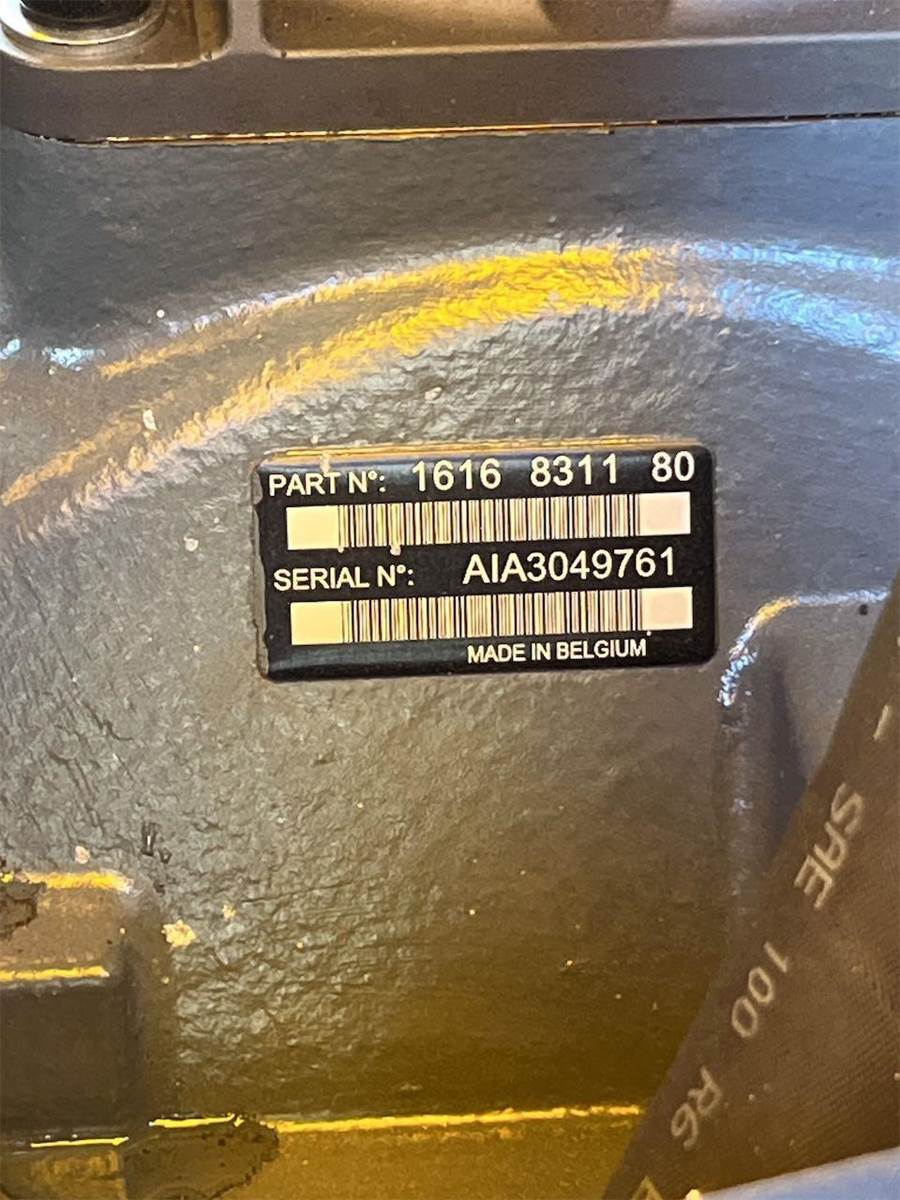 PART N°: 1616 8311 80
SERIAL N°: AIA3049761
MADE IN BELGIUM
SAE 100 R6